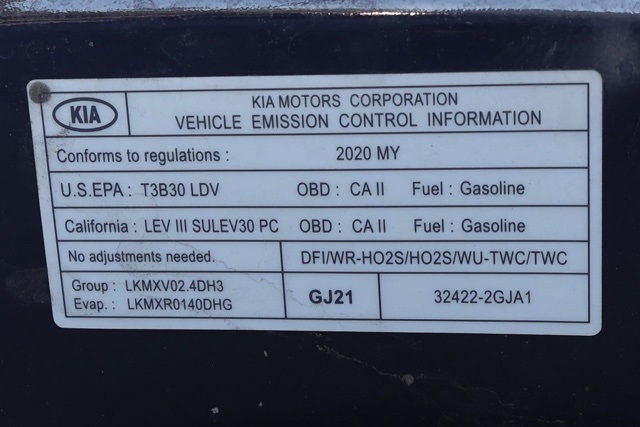 KIA
KIA MOTORS CORPORATION
VEHICLE EMISSION CONTROL INFORMATION
Conforms to regulations : 2020 MY
U.S.EPA : T3B30 LDV OBD : CA II Fuel : Gasoline
California : LEV III SULEV30 PC OBD : CA II Fuel : Gasoline
No adjustments needed. DFI/WR-HO2S/HO2S/WU-TWC/TWC
Group : LKMXV02.4DH3
Evap. : LKMXR0140DHG
GJ21
32422-2GJA1